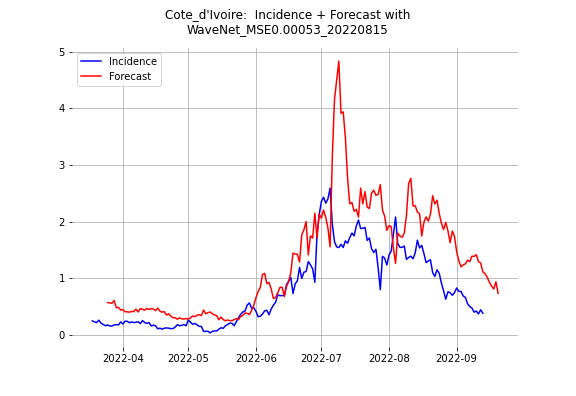 Cote_d'Ivoire:  Incidence + Forecast with
WaveNet_MSE0.00053_20220815
Incidence
Forecast
5
4
3
2
1
0
2022-04 2022-05 2022-06 2022-07 2022-08 2022-09